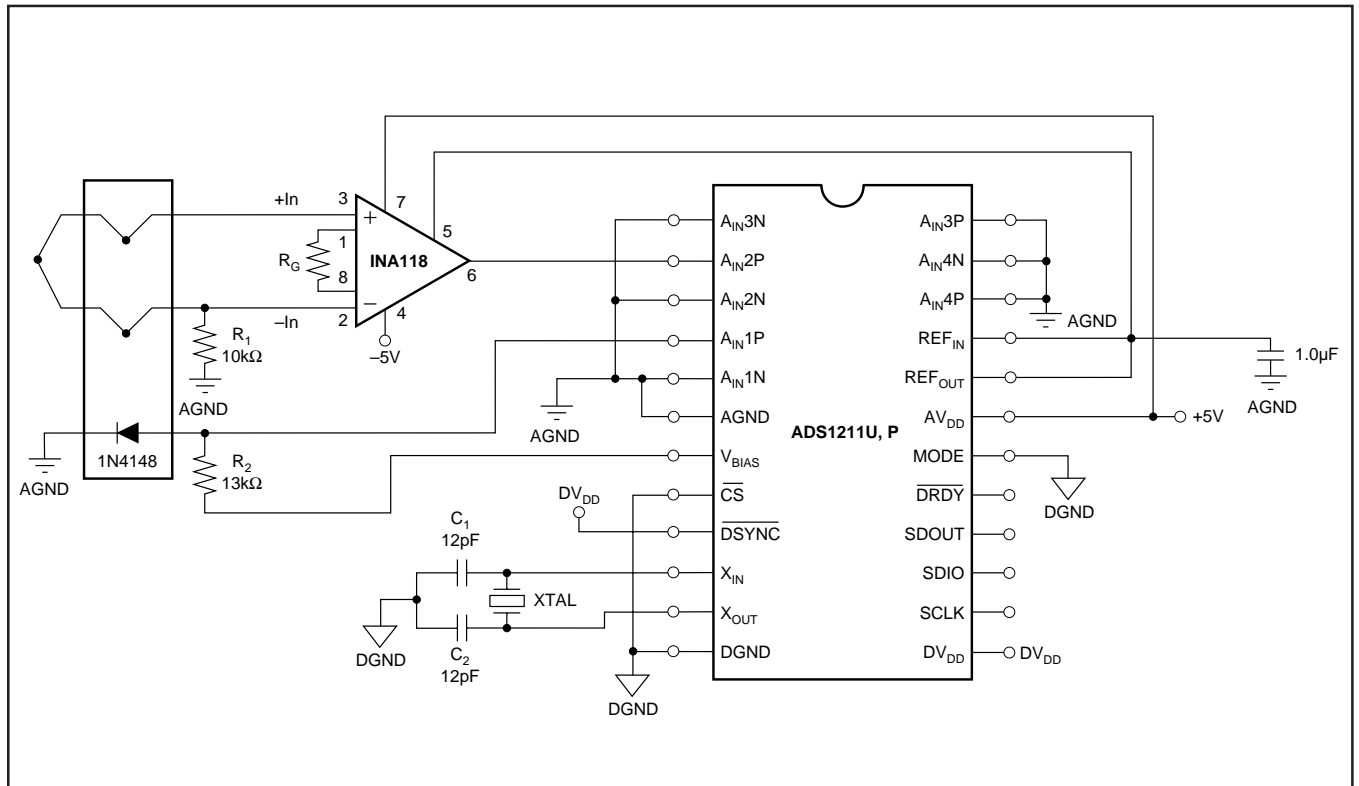 +In
3
7
+
1
5
R_G
INA118
8
6
–
–In
2
4
–5V
R_1
10kΩ
AGND
1N4148
AGND
R_2
13kΩ
A_IN3N
A_IN2P
A_IN2N
A_IN1P
A_IN1N
AGND
AGND
V_BIAS
CS
DV_DD
DSYNC
C_1
12pF
X_IN
XTAL
X_OUT
DGND
C_2
12pF
DGND
DGND
ADS1211U, P
A_IN3P
A_IN4N
A_IN4P
AGND
REF_IN
1.0µF
REF_OUT
AGND
AV_DD
+5V
MODE
DGND
DRDY
SDOUT
SDIO
SCLK
DV_DD
DV_DD